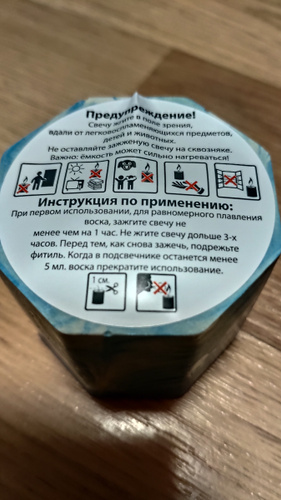 Предупреждение!
Свечу жгите в поле зрения,
вдали от легковоспламеняющихся предметов,
детей и животных.
Не оставляйте зажженную свечу на сквозняке.
Важно: ёмкость может сильно нагреваться!
Инструкция по применению:
При первом использовании, для равномерного плавления
воска, зажгите свечу не
менее чем на 1 час. Не жгите свечу дольше 3-х
часов. Перед тем, как снова зажечь, подрежьте
фитиль. Когда в подсвечнике останется менее
5 мл. воска прекратите использование.
1 см.